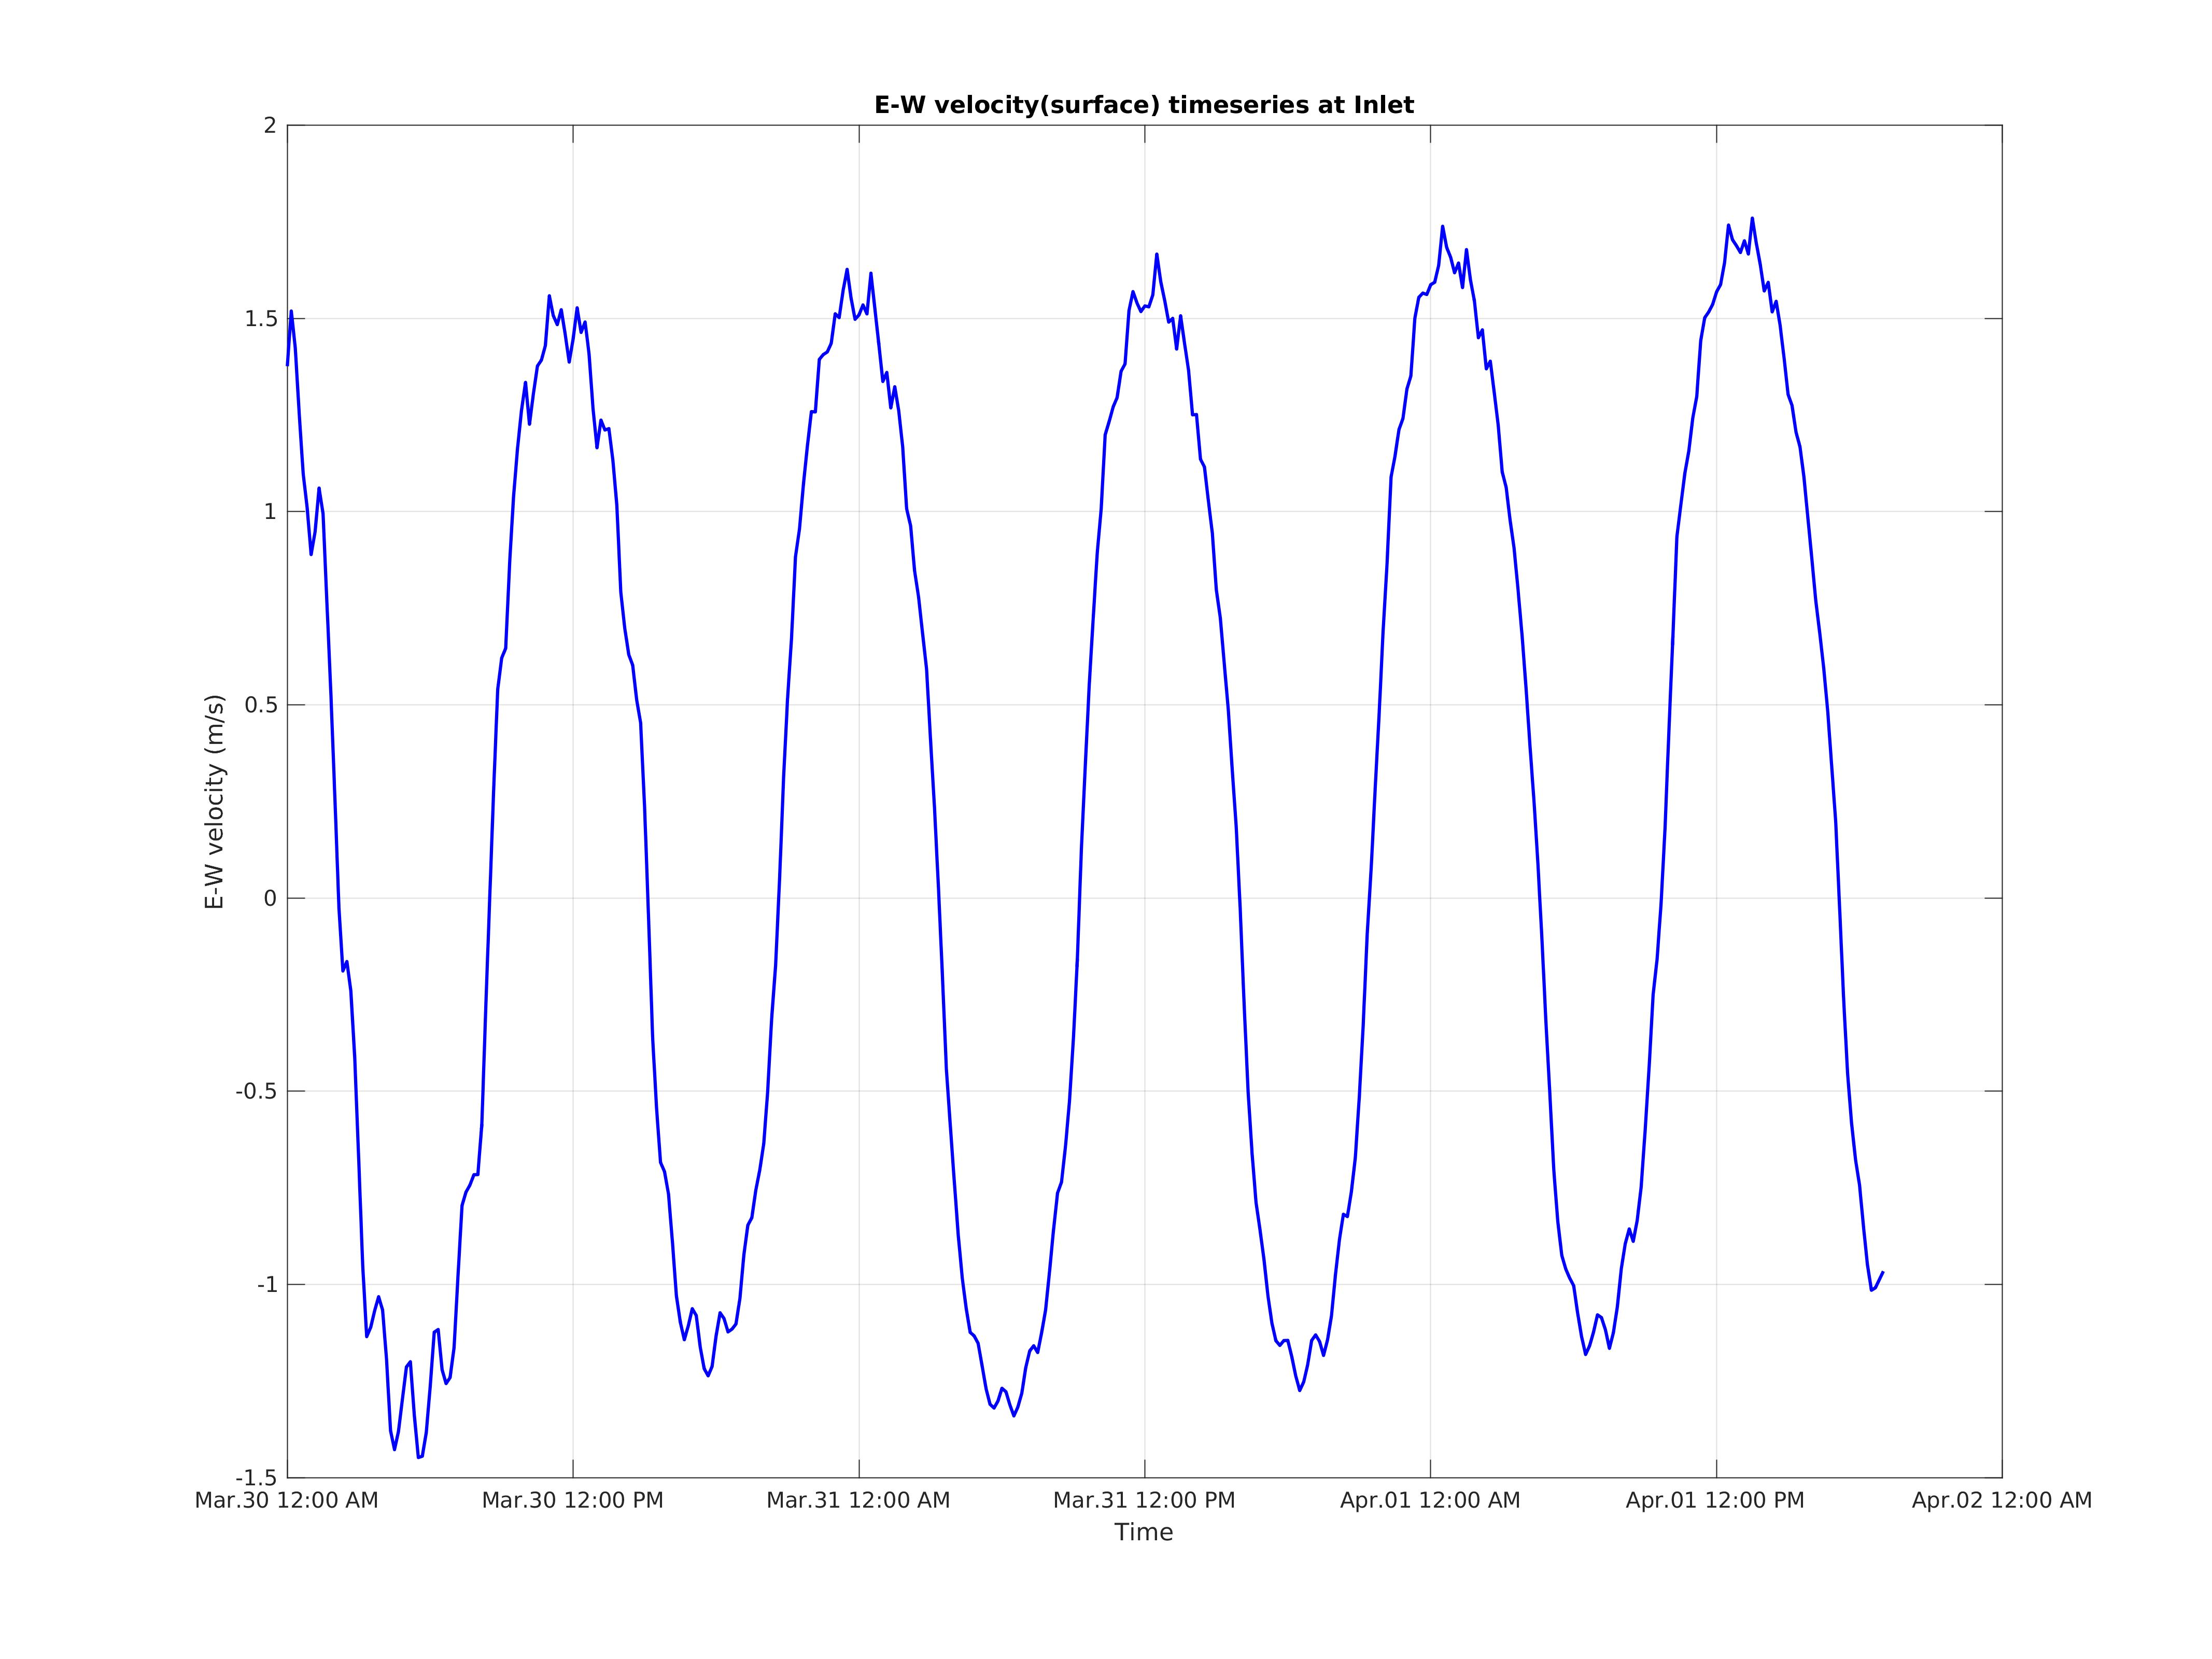 E-W velocity(surface) timeseries at Inlet
2
1.5
1
0.5
0
-0.5
-1
-1.5
E-W velocity (m/s)
Mar.30 12:00 AM
Mar.30 12:00 PM
Mar.31 12:00 AM
Mar.31 12:00 PM
Apr.01 12:00 AM
Apr.01 12:00 PM
Apr.02 12:00 AM
Time